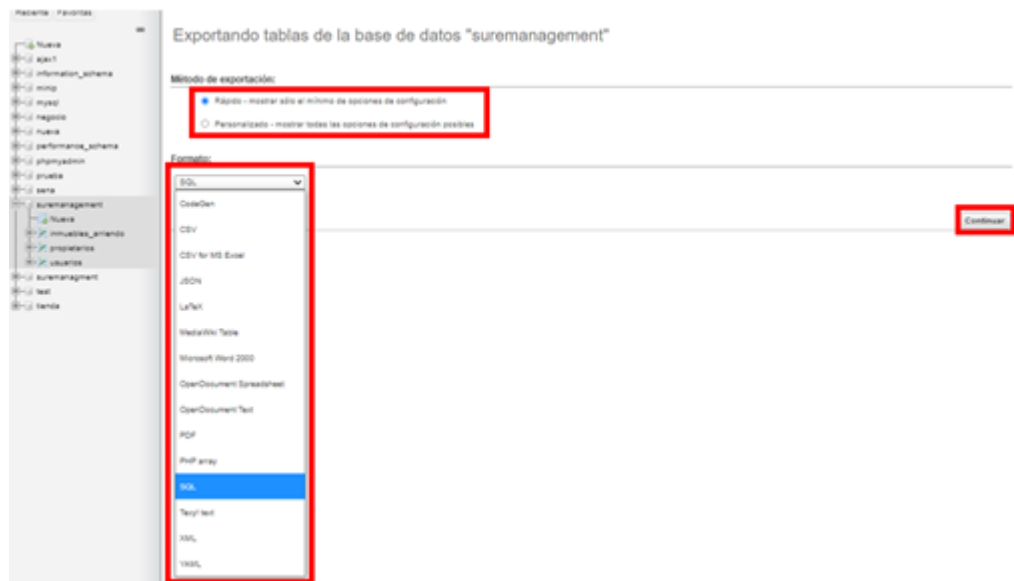 Reciente Favoritas
Nueva
ajax1
information_schema
minip
mysql
negocio
nueva
performance_schema
phpmyadmin
prueba
sena
suremanagement
Nueva
inmuebles_arriendo
propietarios
usuarios
suremanagment
test
tienda
Exportando tablas de la base de datos "suremanagement"
Método de exportación:
Rápido - mostrar sólo el mínimo de opciones de configuración
Personalizado - mostrar todas las opciones de configuración posibles
Formato:
SQL
CodeGen
CSV
CSV for MS Excel
JSON
LaTeX
MediaWiki Table
Microsoft Word 2000
OpenDocument Spreadsheet
OpenDocument Text
PDF
PHP array
SQL
Texy! text
XML
YAML
Continuar